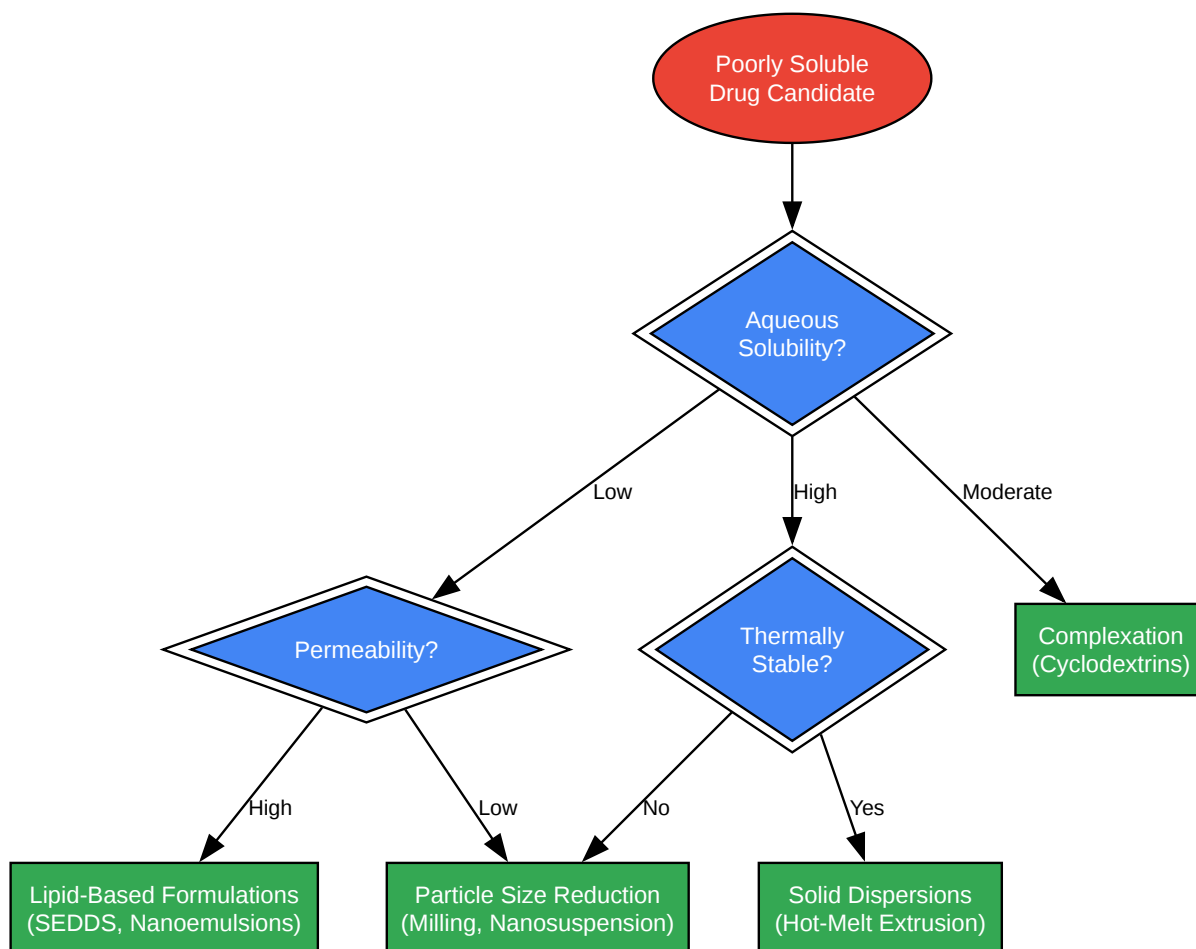 Poorly Soluble
Drug Candidate
Aqueous
Solubility?
Low
High
Moderate
Permeability?
Thermally
Stable?
Complexation
(Cyclodextrins)
High
Low
No
Yes
Lipid-Based Formulations
(SEDDS, Nanoemulsions)
Particle Size Reduction
(Milling, Nanosuspension)
Solid Dispersions
(Hot-Melt Extrusion)